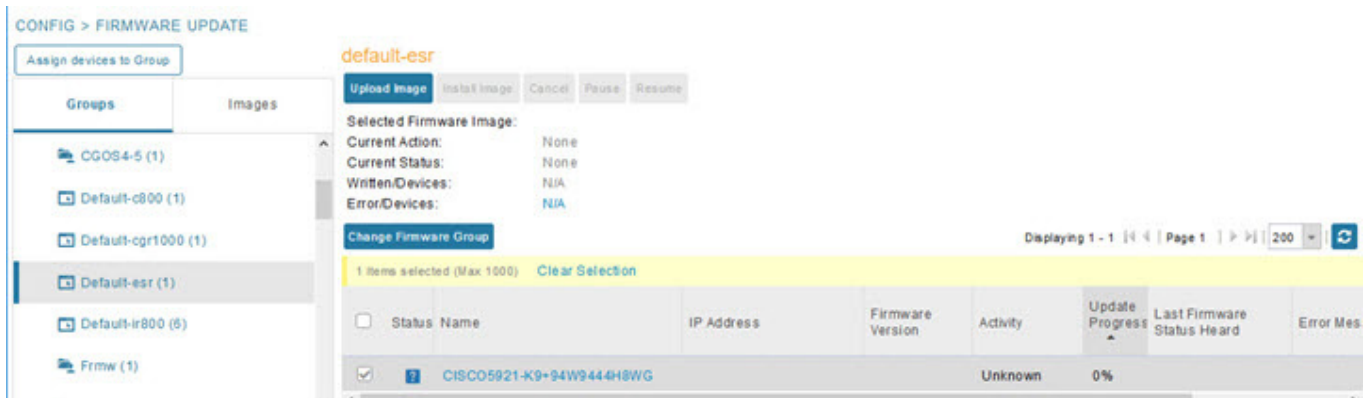 CONFIG > FIRMWARE UPDATE
Assign devices to Group
Groups Images
CGOS4-5 (1)
Default-c800 (1)
Default-cgr1000 (1)
Default-esr (1)
Default-ir800 (6)
Frmw (1)
default-esr
Upload Image Install Image Cancel Pause Resume
Selected Firmware Image:
Current Action: None
Current Status: None
Written/Devices: N/A
Error/Devices: N/A
Change Firmware Group
Displaying 1 - 1 Page 1 200
1 items selected (Max 1000) Clear Selection
Status Name IP Address Firmware Version Activity Update Progress Last Firmware Status Heard Error Mes
? CISCO5921-K9+94W9444H8WG Unknown 0%